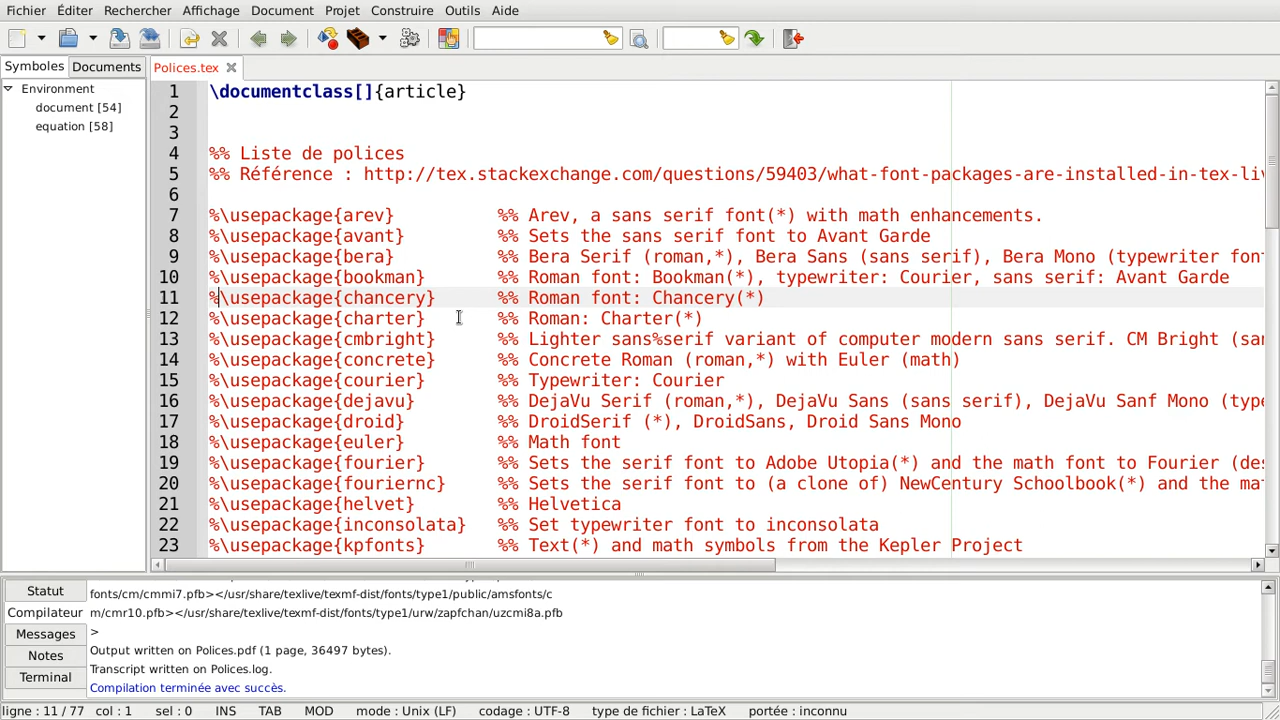 Fichier Éditer Rechercher Affichage Document Projet Construire Outils Aide
Symboles Documents
Polices.tex
Environment
document [54]
equation [58]
1 \documentclass[]{article}
2
3
4 %% Liste de polices
5 %% Référence : http://tex.stackexchange.com/questions/59403/what-font-packages-are-installed-in-tex-li
6
7 %\usepackage{arev} %% Arev, a sans serif font(*) with math enhancements.
8 %\usepackage{avant} %% Sets the sans serif font to Avant Garde
9 %\usepackage{bera} %% Bera Serif (roman,*), Bera Sans (sans serif), Bera Mono (typewriter fon
10 %\usepackage{bookman} %% Roman font: Bookman(*), typewriter: Courier, sans serif: Avant Garde
11 %\usepackage{chancery} %% Roman font: Chancery(*)
12 %\usepackage{charter} %% Roman: Charter(*)
13 %\usepackage{cmbright} %% Lighter sans%serif variant of computer modern sans serif. CM Bright (san
14 %\usepackage{concrete} %% Concrete Roman (roman,*) with Euler (math)
15 %\usepackage{courier} %% Typewriter: Courier
16 %\usepackage{dejavu} %% DejaVu Serif (roman,*), DejaVu Sans (sans serif), DejaVu Sanf Mono (type
17 %\usepackage{droid} %% DroidSerif (*), DroidSans, Droid Sans Mono
18 %\usepackage{euler} %% Math font
19 %\usepackage{fourier} %% Sets the serif font to Adobe Utopia(*) and the math font to Fourier (des
20 %\usepackage{fouriernc} %% Sets the serif font to (a clone of) NewCentury Schoolbook(*) and the mat
21 %\usepackage{helvet} %% Helvetica
22 %\usepackage{inconsolata} %% Set typewriter font to inconsolata
23 %\usepackage{kpfonts} %% Text(*) and math symbols from the Kepler Project
Statut
Compilateur
Messages
Notes
Terminal
fonts/cm/cmmi7.pfb></usr/share/texlive/texmf-dist/fonts/type1/public/amsfonts/c
m/cmr10.pfb></usr/share/texlive/texmf-dist/fonts/type1/urw/zapfchan/uzcmi8a.pfb
>
Output written on Polices.pdf (1 page, 36497 bytes).
Transcript written on Polices.log.
Compilation terminée avec succès.
ligne : 11 / 77 col : 1 sel : 0 INS TAB MOD mode : Unix (LF) codage : UTF-8 type de fichier : LaTeX portée : inconnu